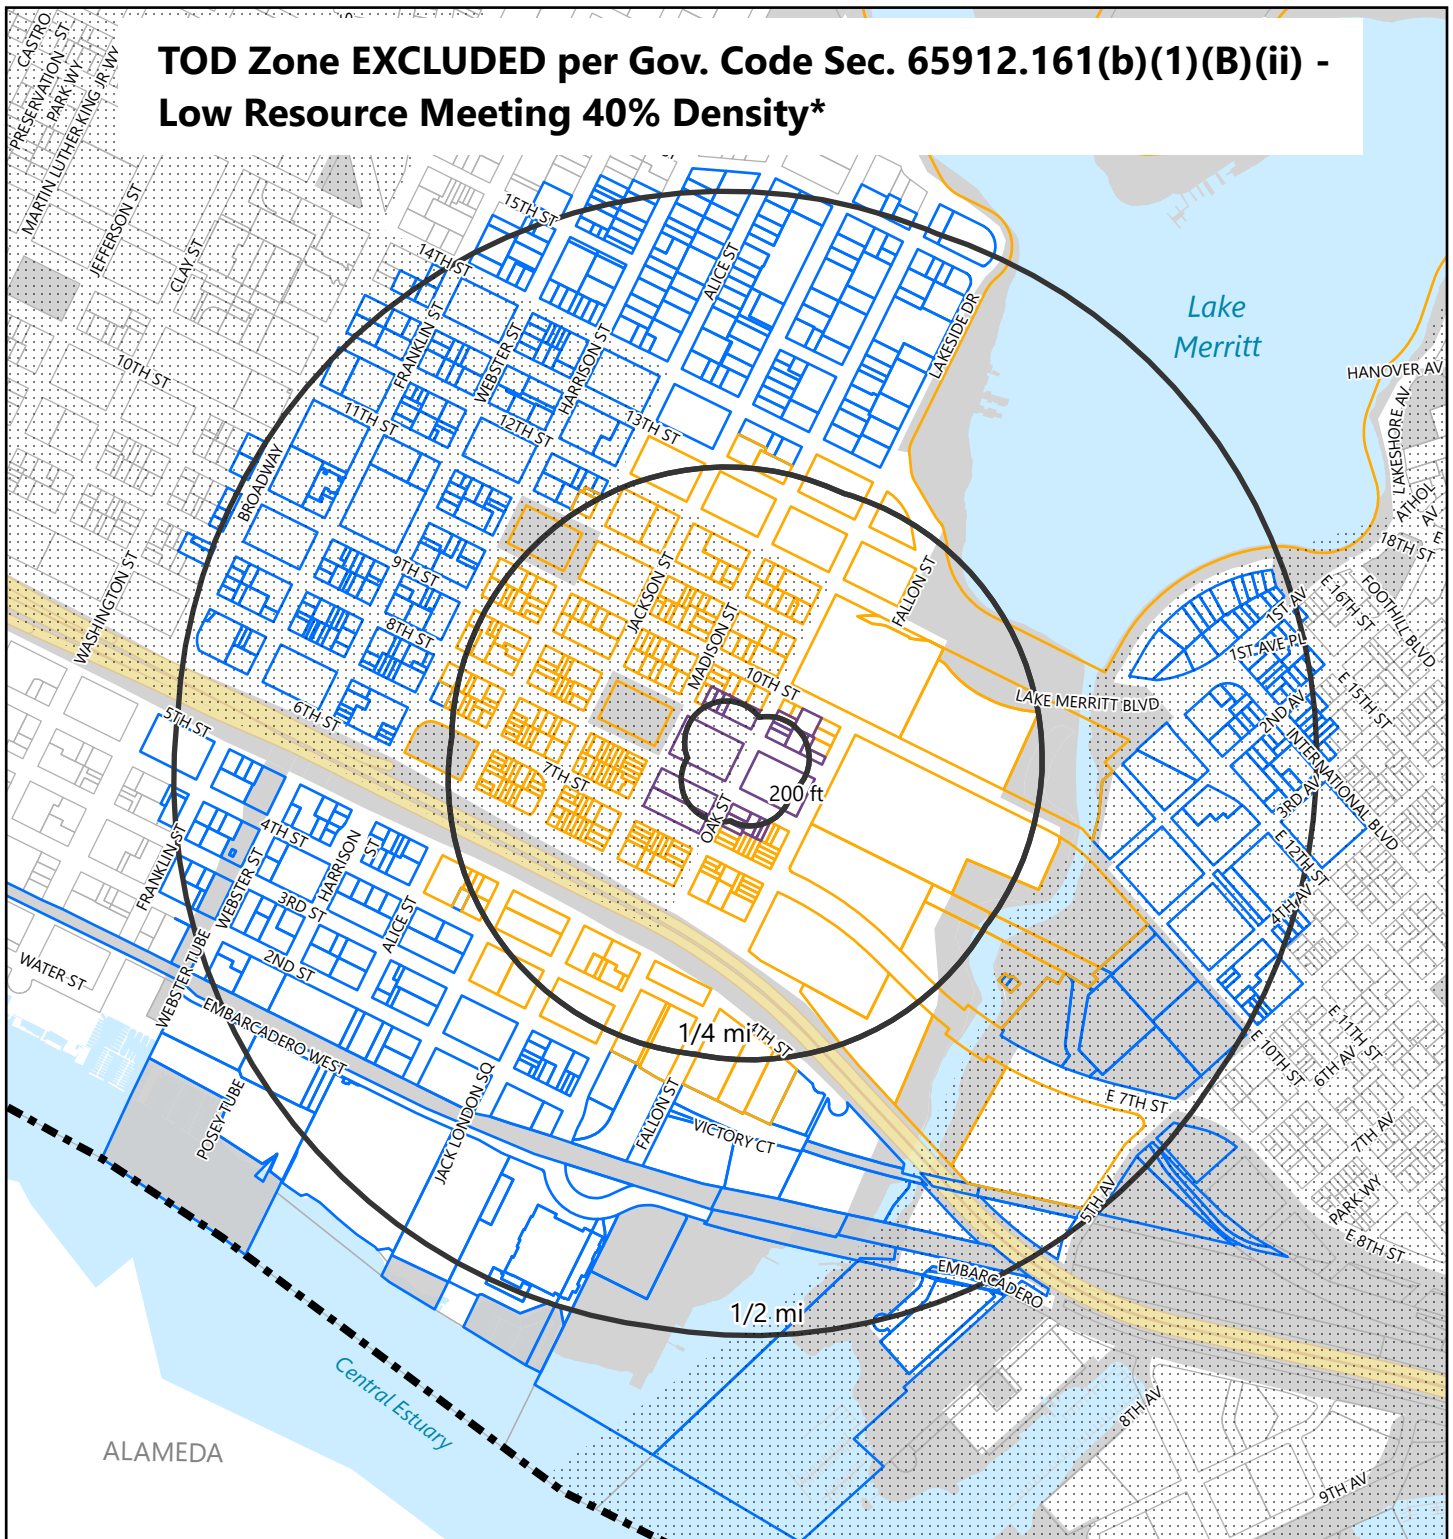 TOD Zone EXCLUDED per Gov. Code Sec. 65912.161(b)(1)(B)(ii) -
Low Resource Meeting 40% Density*
CASTRO
PRESERVATION
PARK WY
ST
MARTIN LUTHER KING JR WY
JEFFERSON ST
CLAY ST
15TH ST
14TH ST
ALICE ST
LAKESIDE DR
Lake
Merritt
HANOVER AV
LAKESHORE AV
ATHOL
AV
E
18TH ST
10TH ST
FRANKLIN ST
WEBSTER ST
HARRISON ST
11TH ST
12TH ST
13TH ST
BROADWAY
WASHINGTON ST
9TH ST
8TH ST
JACKSON ST
MADISON ST
FALLON ST
10TH ST
E 16TH ST
FOOTHILL BLVD
1ST AV
1ST AVE PL
E 15TH ST
2ND AV
INTERNATIONAL BLVD
3RD AV
LAKE MERRITT BLVD
5TH ST
6TH ST
7TH ST
200 ft
OAK ST
E 12TH ST
4TH AV
FRANKLIN ST
4TH ST
WEBSTER ST
HARRISON
ST
3RD ST
ALICE ST
2ND ST
WATER ST
WEBSTER TUBE
EMBARCADERO WEST
1/4 mi
4TH ST
E 11TH ST
E 10TH ST
6TH AV
7TH AV
E 7TH ST
POSEY TUBE
JACK LONDON SQ
FALLON ST
VICTORY CT
5TH AV
PARK WY
E 8TH ST
EMBARCADERO
1/2 mi
Central Estuary
ALAMEDA
8TH AV
9TH AV